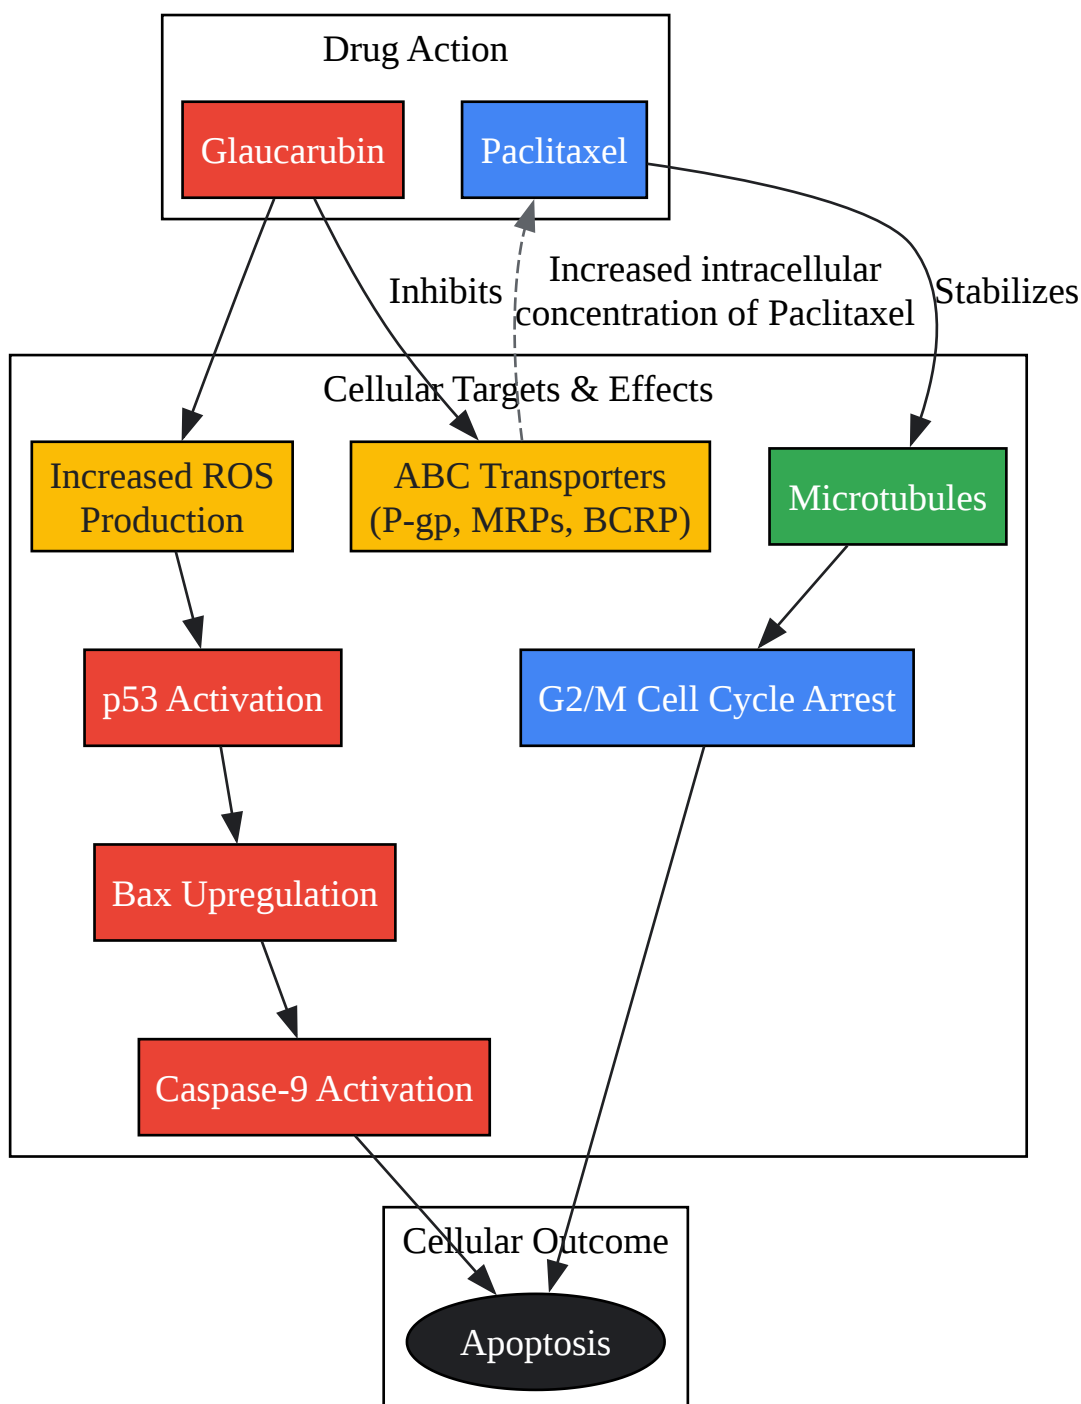 Drug Action
Glaucarubin
Paclitaxel
Inhibits
Increased intracellular
concentration of Paclitaxel
Stabilizes
Cellular Targets & Effects
Increased ROS
Production
ABC Transporters
(P-gp, MRPs, BCRP)
Microtubules
p53 Activation
G2/M Cell Cycle Arrest
Bax Upregulation
Caspase-9 Activation
Cellular Outcome
Apoptosis